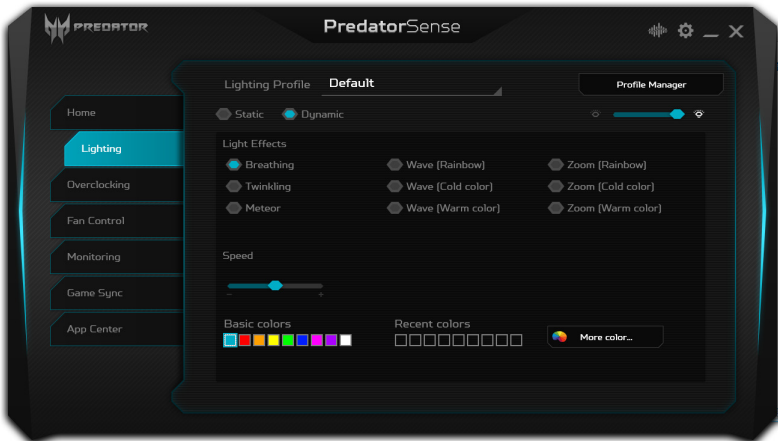 PREDATOR
PredatorSense
Lighting Profile Default
Profile Manager
Home
Static Dynamic
Light Effects
Lighting
Breathing Wave (Rainbow) Zoom (Rainbow)
Overclocking
Twinkling Wave (Cold color) Zoom (Cold color)
Meteor Wave (Warm color) Zoom (Warm color)
Fan Control
Monitoring
Speed
Game Sync
- +
App Center
Basic colors Recent colors
More color...